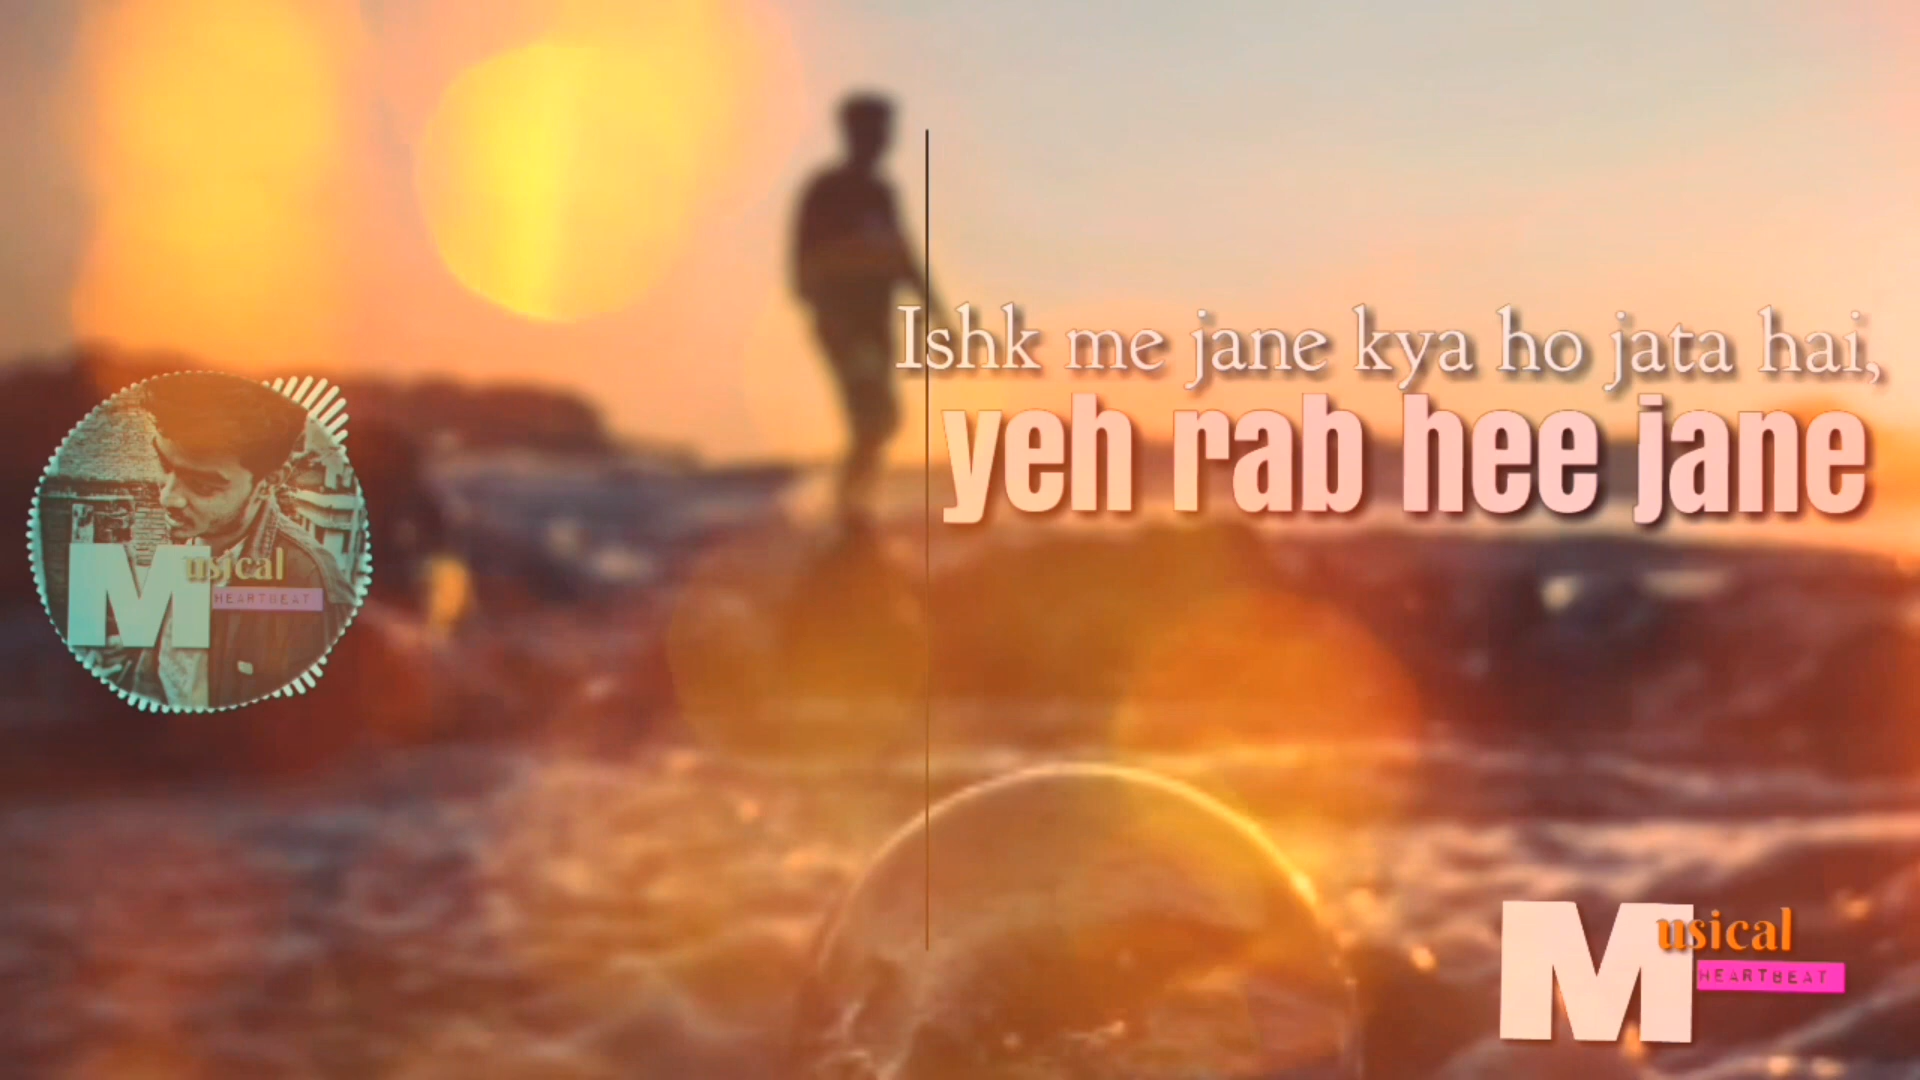 Ishk me jane kya ho jata hai,
yeh rab hee jane
Musical
HEARTBEAT
Musical
HEARTBEAT